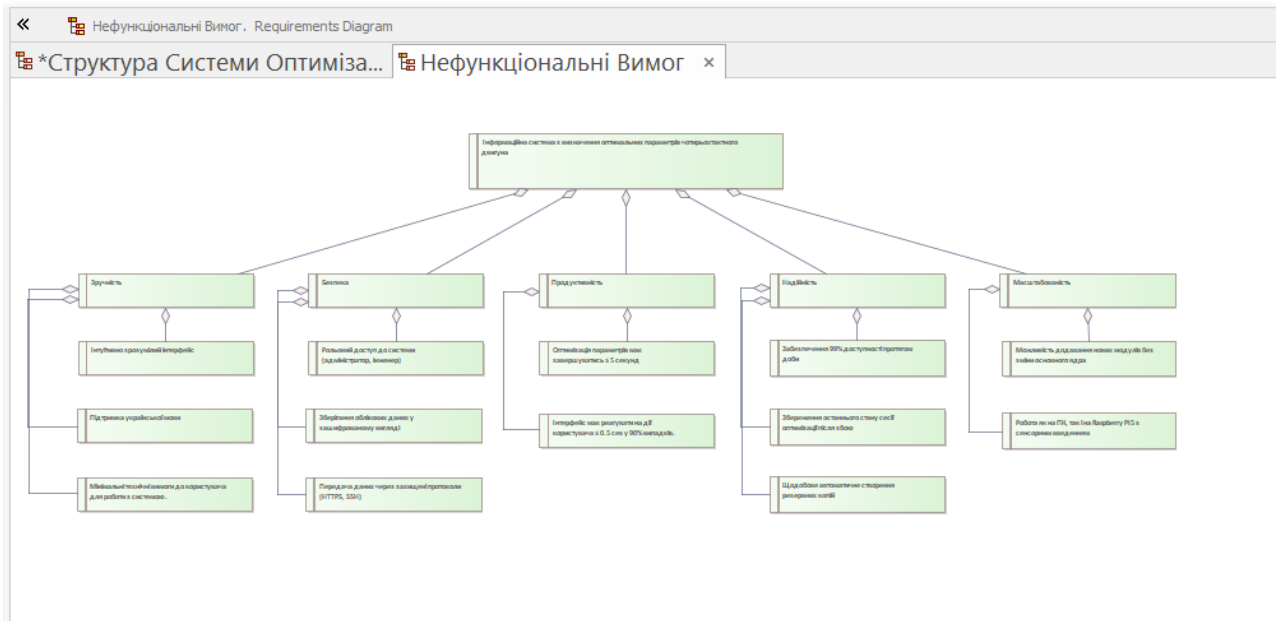 Нефункціональні Вимог. Requirements Diagram
*Структура Системи Оптиміза...
Нефункціональні Вимог
Інформаційна система з визначення оптимальних параметрів чотирьохтактного
двигуна
Зручність
Безпека
Продуктивність
Надійність
Масштабованість
Інтуїтивно зрозумілий інтерфейс
Рольовий доступ до системи
(адміністратор, інженер)
Оптимізація параметрів має
завершуватись ≤ 5 секунд
Забезпечення 99% доступності протягом
доби
Можливість додавання нових модулів без
зміни основного ядра
Підтримка української мови
Зберігання облікових даних у
зашифрованому вигляді
Інтерфейс має реагувати на дії
користувача ≤ 0.5 сек у 90% випадків.
Збереження останнього стану сесії
оптимізації після збою
Робота як на ПК, так і на Raspberry Pi 5 з
сенсорним введенням
Мінімальні технічні вимоги до користувача
для роботи з системою.
Передача даних через захищені протоколи
(HTTPS, SSH)
Щодобове автоматичне створення
резервних копій